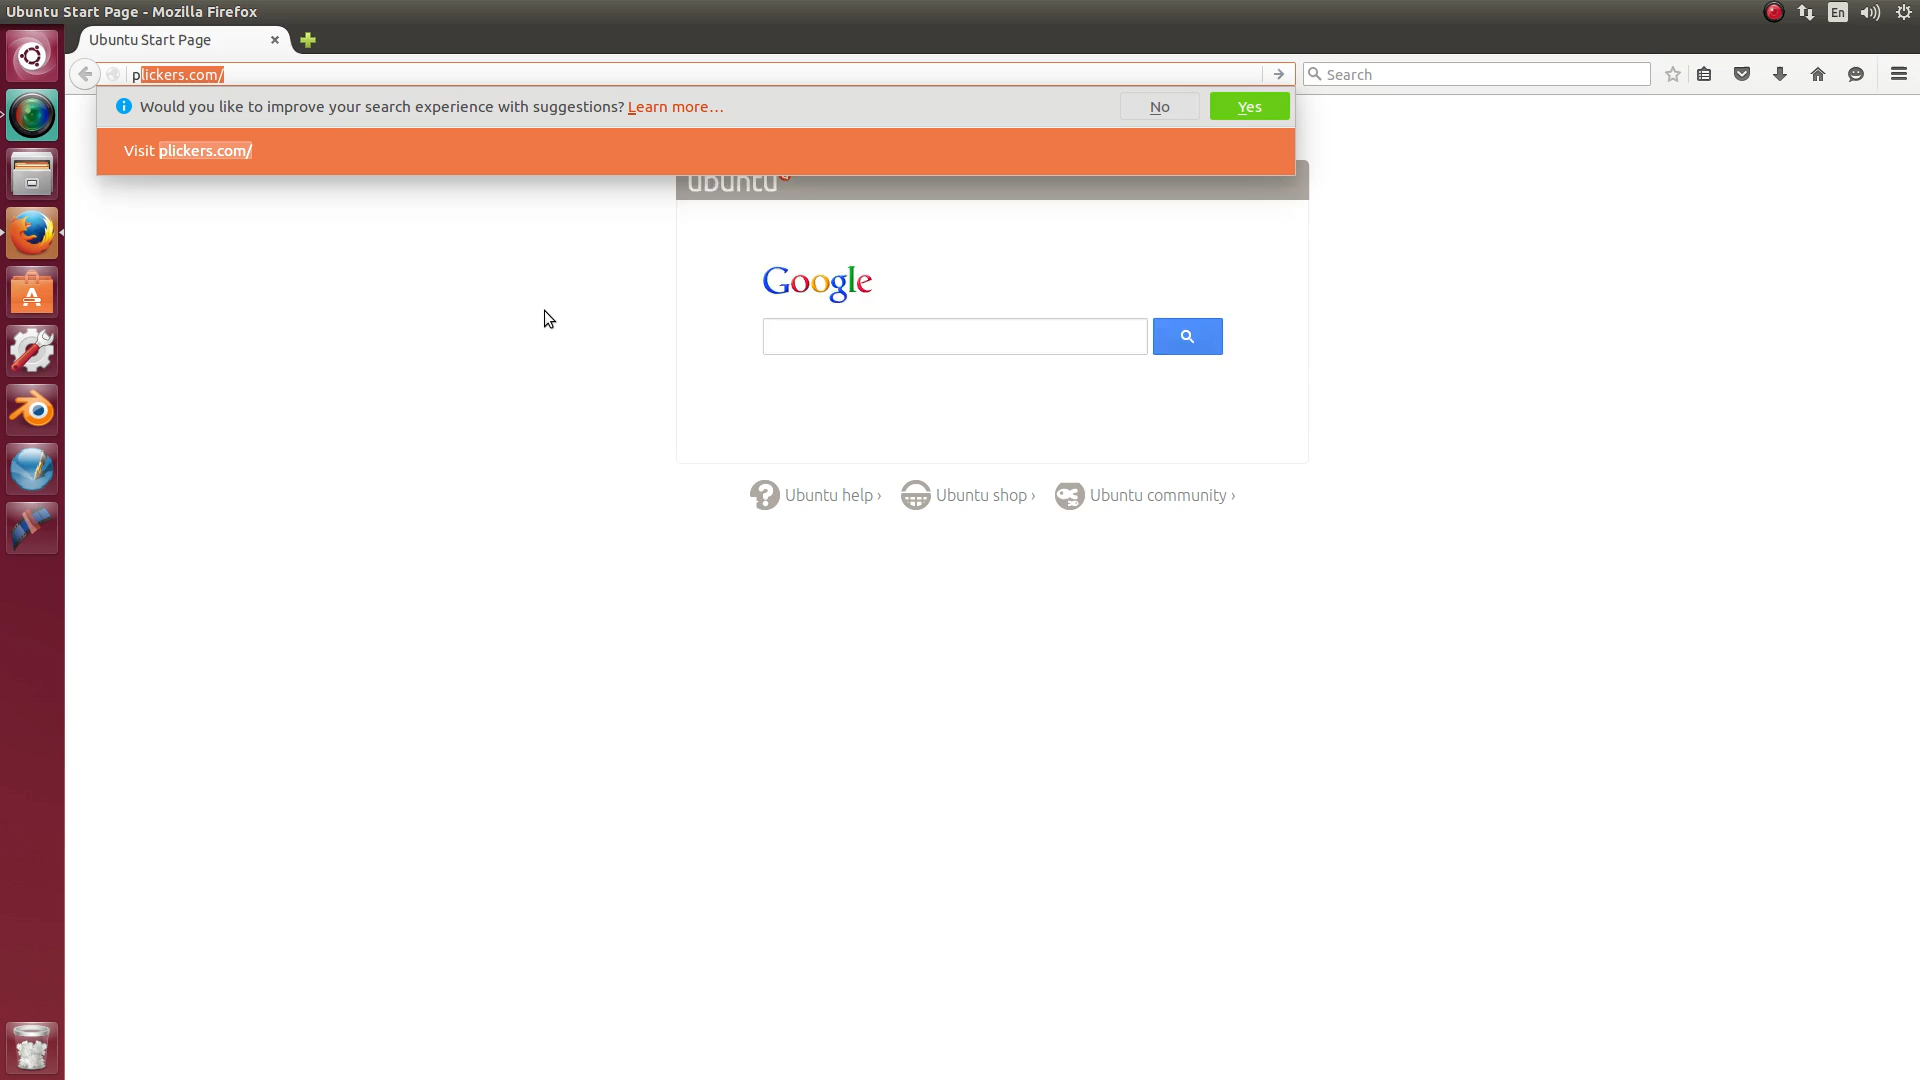 Ubuntu Start Page - Mozilla Firefox
En
Ubuntu Start Page
plickers.com/
Search
Would you like to improve your search experience with suggestions? Learn more...
No
Yes
Visit plickers.com/
ubuntu
Google
Ubuntu help ›
Ubuntu shop ›
Ubuntu community ›